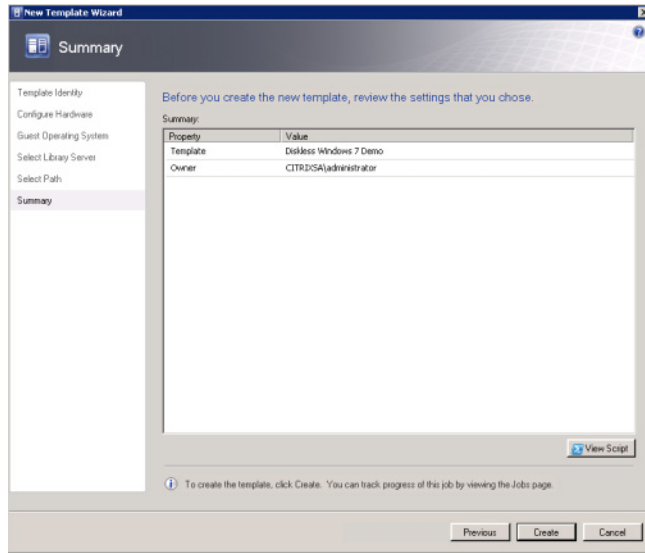 New Template Wizard
Summary
Template Identity
Configure Hardware
Guest Operating System
Select Library Server
Select Path
Summary
Before you create the new template, review the settings that you chose.
Summary:
Property Value
Template Diskless Windows 7 Demo
Owner CITRIXSA\administrator
View Script
To create the template, click Create. You can track progress of this job by viewing the Jobs page.
Previous Create Cancel